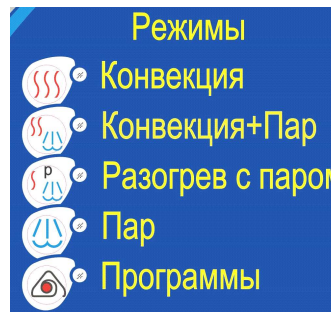 Режимы
Конвекция
Конвекция+Пар
P
Разогрев с паром
Пар
Программы